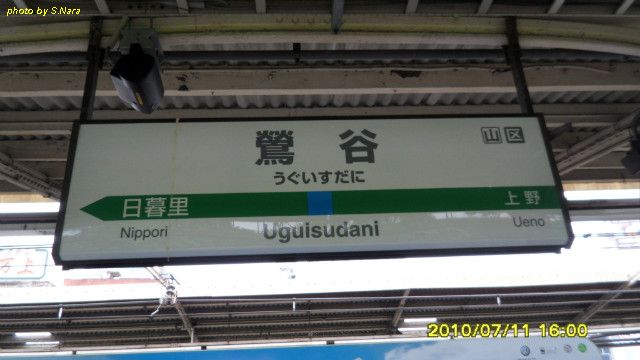 photo by S.Nara
鶯谷
山区
うぐいすだに
日暮里
上野
Nippori
Uguisudani
Ueno
2010/07/11 16:00